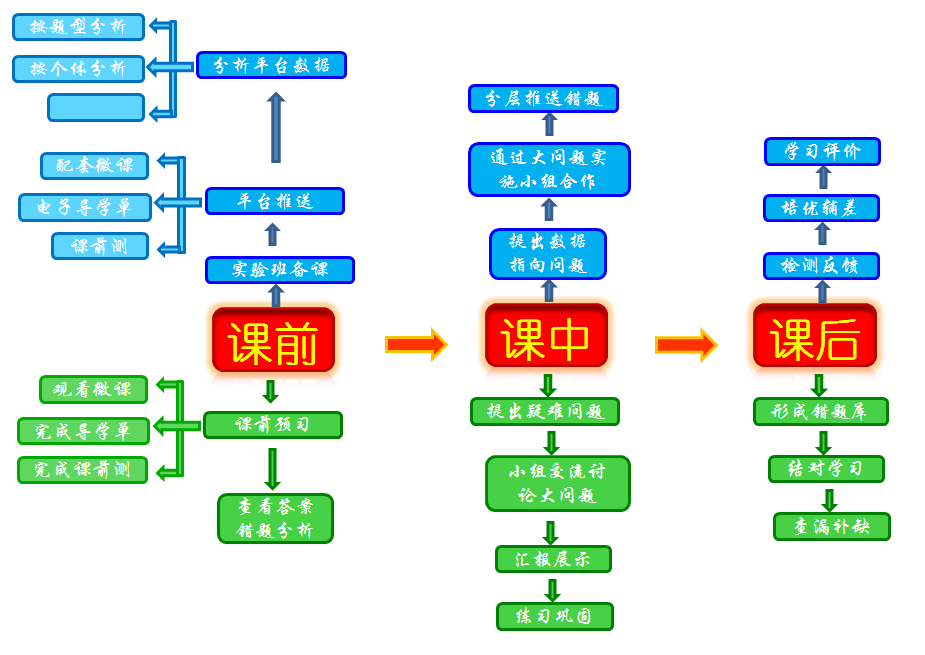 按题型分析
按个体分析
分析平台数据
配套微课
电子导学单
课前测
平台推送
实验班备课
课前
观看微课
完成导学单
完成课前测
课前预习
查看答案
错题分析
分层推送错题
通过大问题实
施小组合作
提出数据
指向问题
课中
提出疑难问题
小组交流讨
论大问题
汇报展示
练习巩固
学习评价
培优辅差
检测反馈
课后
形成错题库
结对学习
查漏补缺